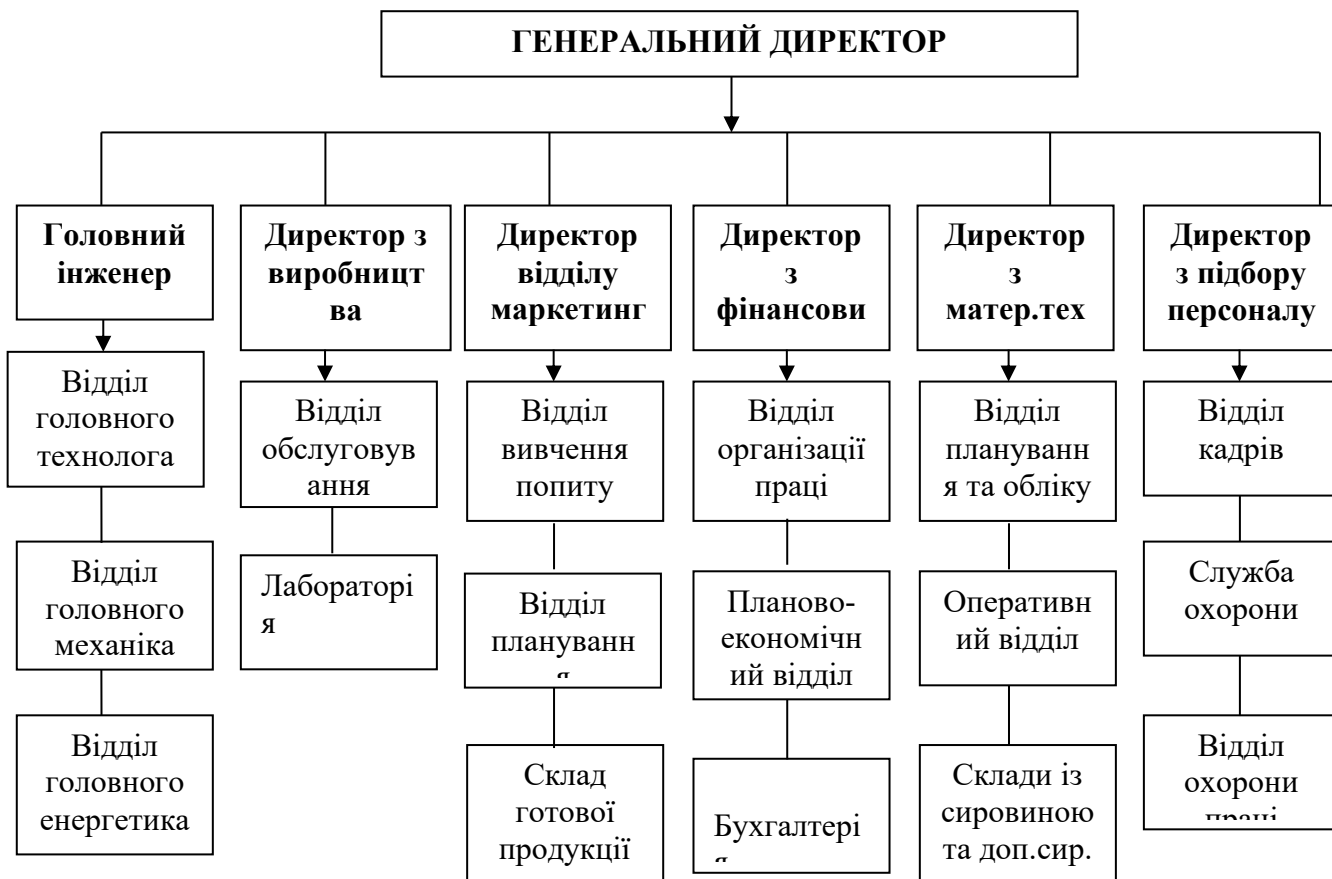 ГЕНЕРАЛЬНИЙ ДИРЕКТОР
Головний
інженер
Директор з
виробницт
ва
Директор
відділу
маркетинг
Директор
з
фінансови
Директор
з
матер.тех
Директор
з підбору
персоналу
Відділ
головного
технолога
Відділ
обслуговув
ання
Відділ
вивчення
попиту
Відділ
організації
праці
Відділ
плануванн
я та обліку
Відділ
кадрів
Відділ
головного
механіка
Лабораторі
я
Відділ
плануванн
я
Планово-
економічн
ий відділ
Оперативн
ий відділ
Служба
охорони
Відділ
головного
енергетика
Склад
готової
продукції
Бухгалтері
я
Склади із
сировиною
та доп.сир.
Відділ
охорони
праці